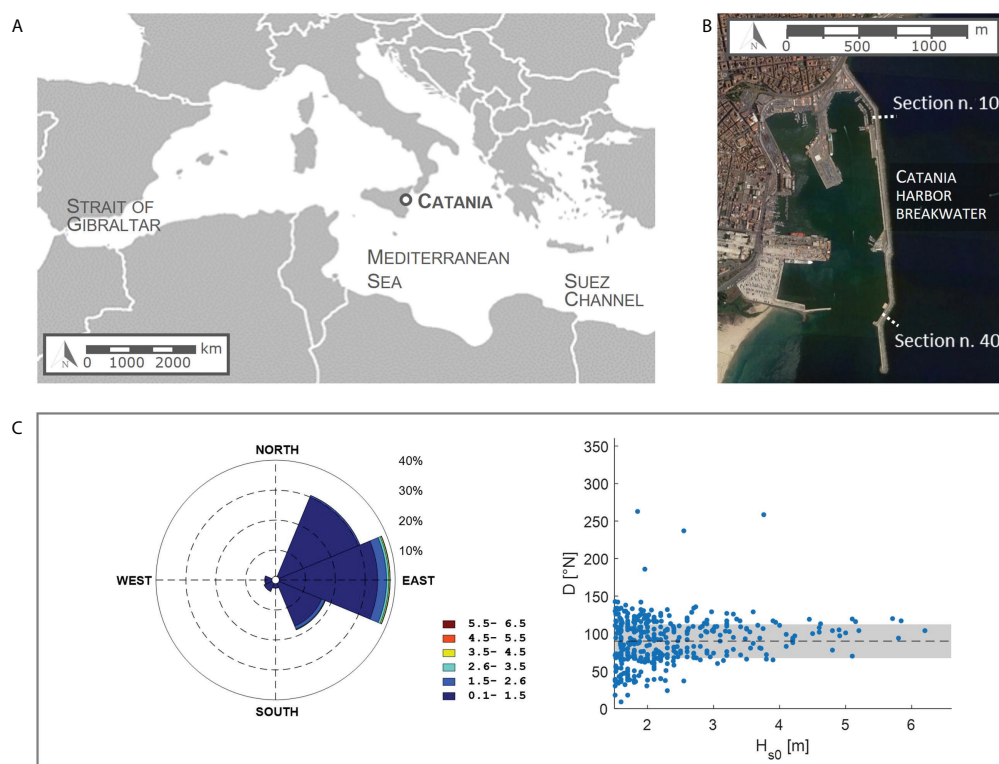 A
STRAIT OF
GIBRALTAR
CATANIA
MEDITERRANEAN
SEA
SUEZ
CHANNEL
N
0 1000 2000 km
B
N
0 500 1000 m
Section n. 10
CATANIA
HARBOR
BREAKWATER
Section n. 40
C
NORTH
40%
30%
20%
10%
WEST
EAST
SOUTH
5.5- 6.5
4.5- 5.5
3.5- 4.5
2.6- 3.5
1.5- 2.6
0.1- 1.5
350
300
250
200
150
100
50
0
D [°N]
2 3 4 5 6
Hs0 [m]